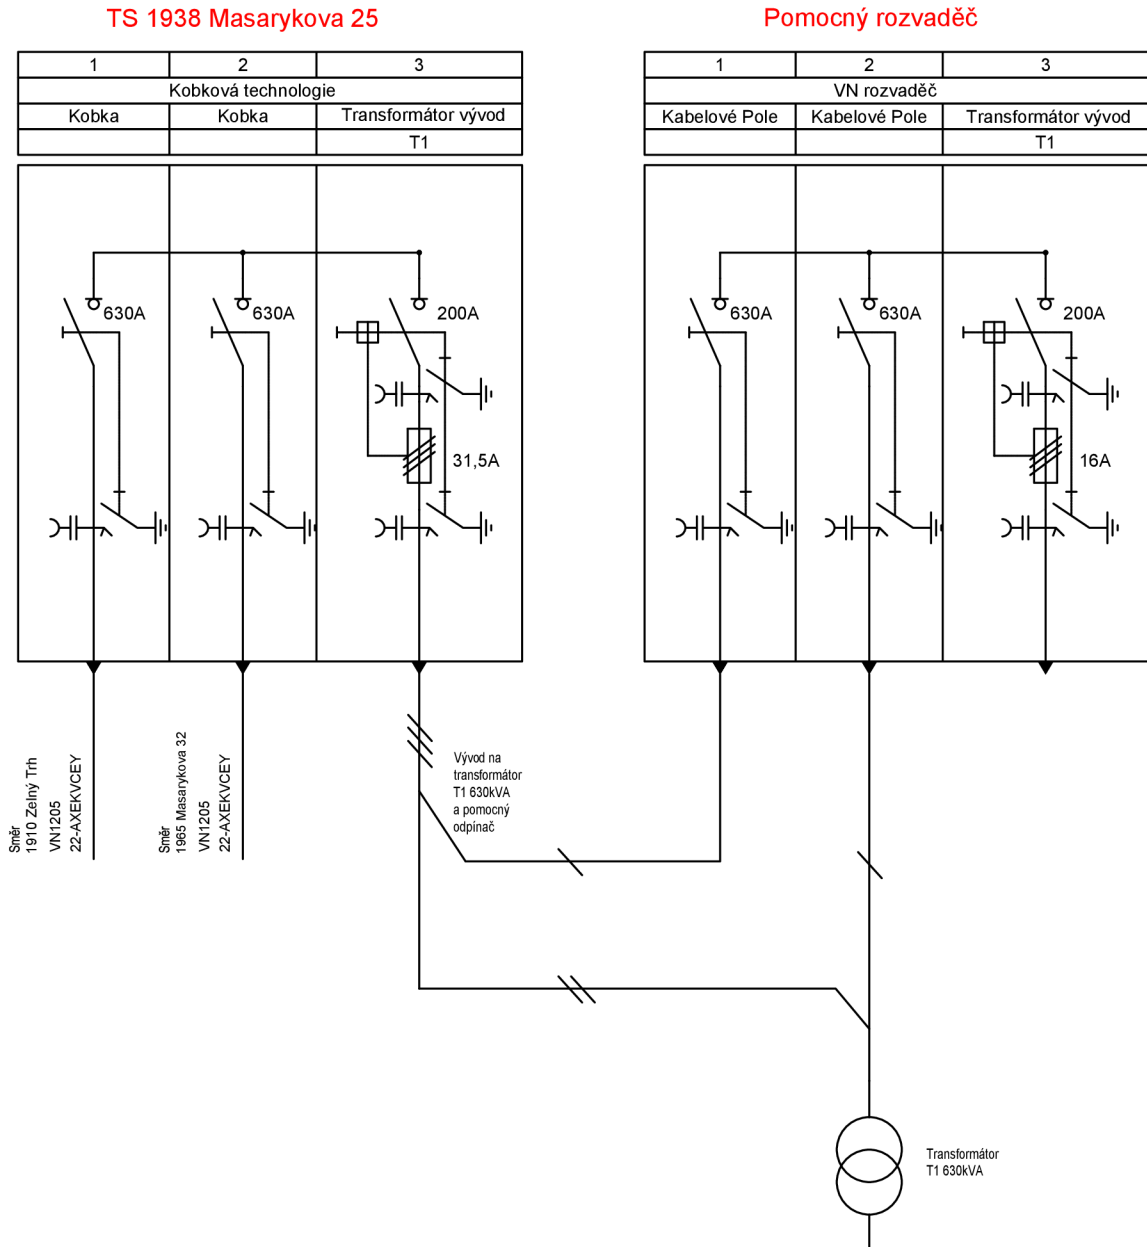 TS 1938 Masarykova 25
Pomocný rozvaděč
1 2 3
Kobková technologie
Kobka Kobka Transformátor vývod
T1
1 2 3
VN rozvaděč
Kabelové Pole Kabelové Pole Transformátor vývod
T1
630A 630A 200A
31,5A
630A 630A 200A
16A
Směr
1910 Zelný Trh
VN1205
22-AXEKVCEY
Směr
1965 Masarykova 32
VN1205
22-AXEKVCEY
Vývod na
transformátor
T1 630kVA
a pomocný
odpínač
Transformátor
T1 630kVA